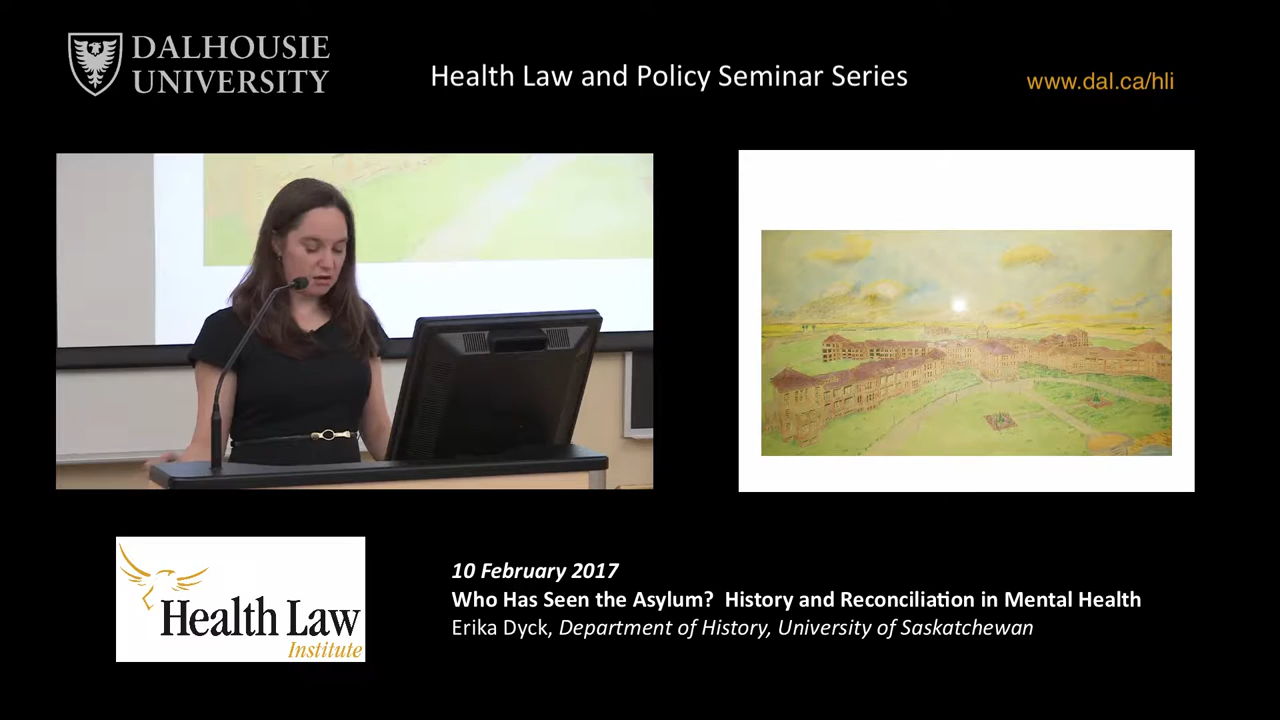 DALHOUSIE
UNIVERSITY
Health Law and Policy Seminar Series
www.dal.ca/hli
Health Law
Institute
10 February 2017
Who Has Seen the Asylum?  History and Reconciliation in Mental Health
Erika Dyck, Department of History, University of Saskatchewan